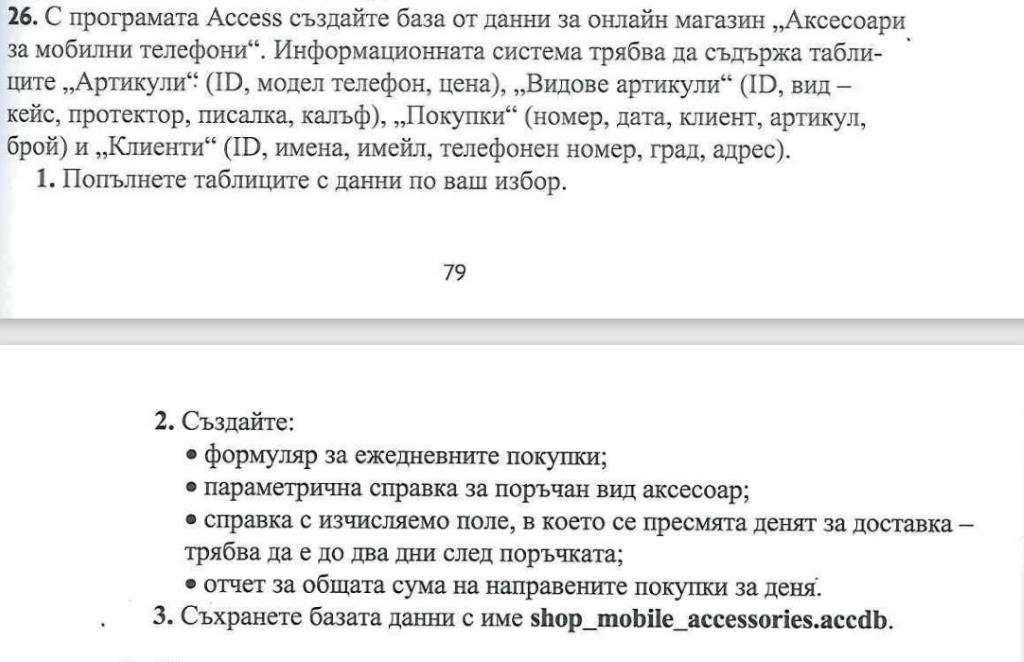 26. С програмата Access създайте база от данни за онлайн магазин „Аксесоари
за мобилни телефони“. Информационната система трябва да съдържа табли-
ците „Артикули“ (ID, модел телефон, цена), „Видове артикули“ (ID, вид –
кейс, протектор, писалка, калъф), „Покупки“ (номер, дата, клиент, артикул,
брой) и „Клиенти“ (ID, имена, имейл, телефонен номер, град, адрес).
1. Попълнете таблиците с данни по ваш избор.
79
2. Създайте:
• формуляр за ежедневните покупки;
• параметрична справка за поръчан вид аксесоар;
• справка с изчисляемо поле, в което се пресмята денят за доставка –
трябва да е до два дни след поръчката;
• отчет за общата сума на направените покупки за деня.
3. Съхранете базата данни с име shop_mobile_accessories.accdb.